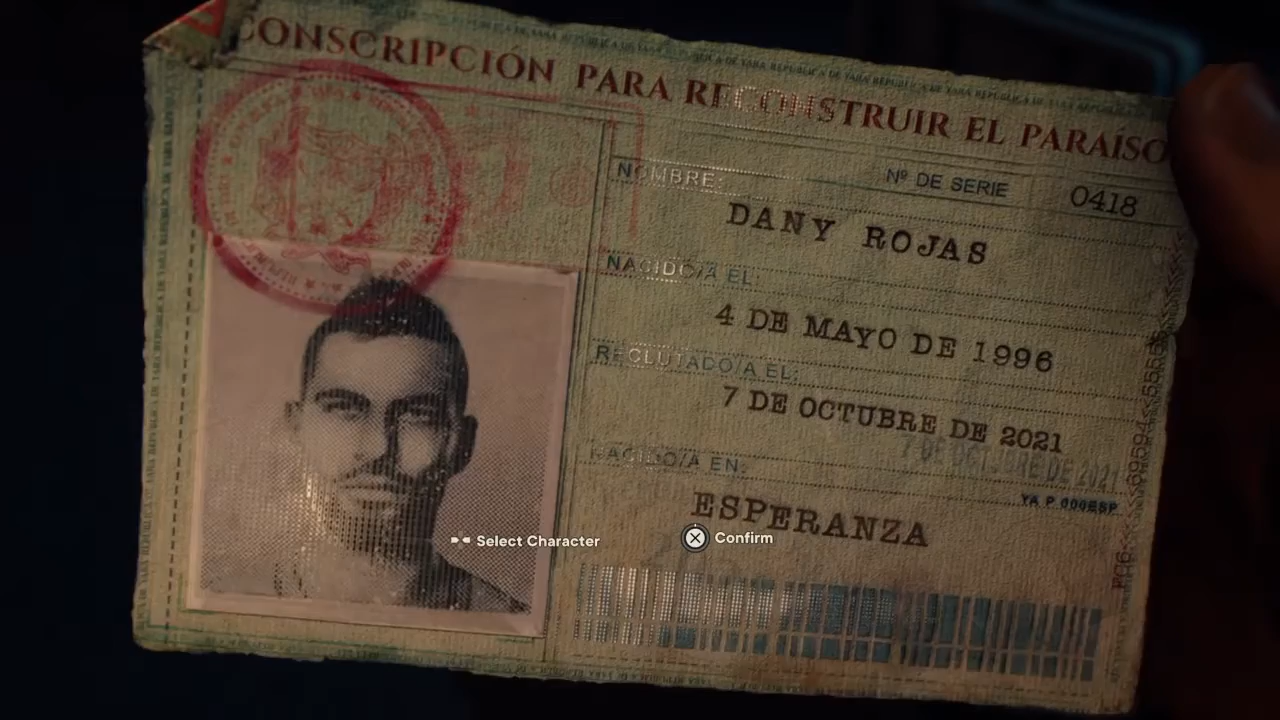 CONSCRIPCIÓN PARA RECONSTRUIR EL PARAÍSO
NOMBRE:
Nº DE SERIE
0418
DANY ROJAS
NACIDO/A EL:
4 DE MAYO DE 1996
RECLUTADO/A EL:
7 DE OCTUBRE DE 2021
7 DE OCTUBRE DE 2021
NACIDO/A EN:
YA P 000ESP
ESPERANZA
Select Character
Confirm